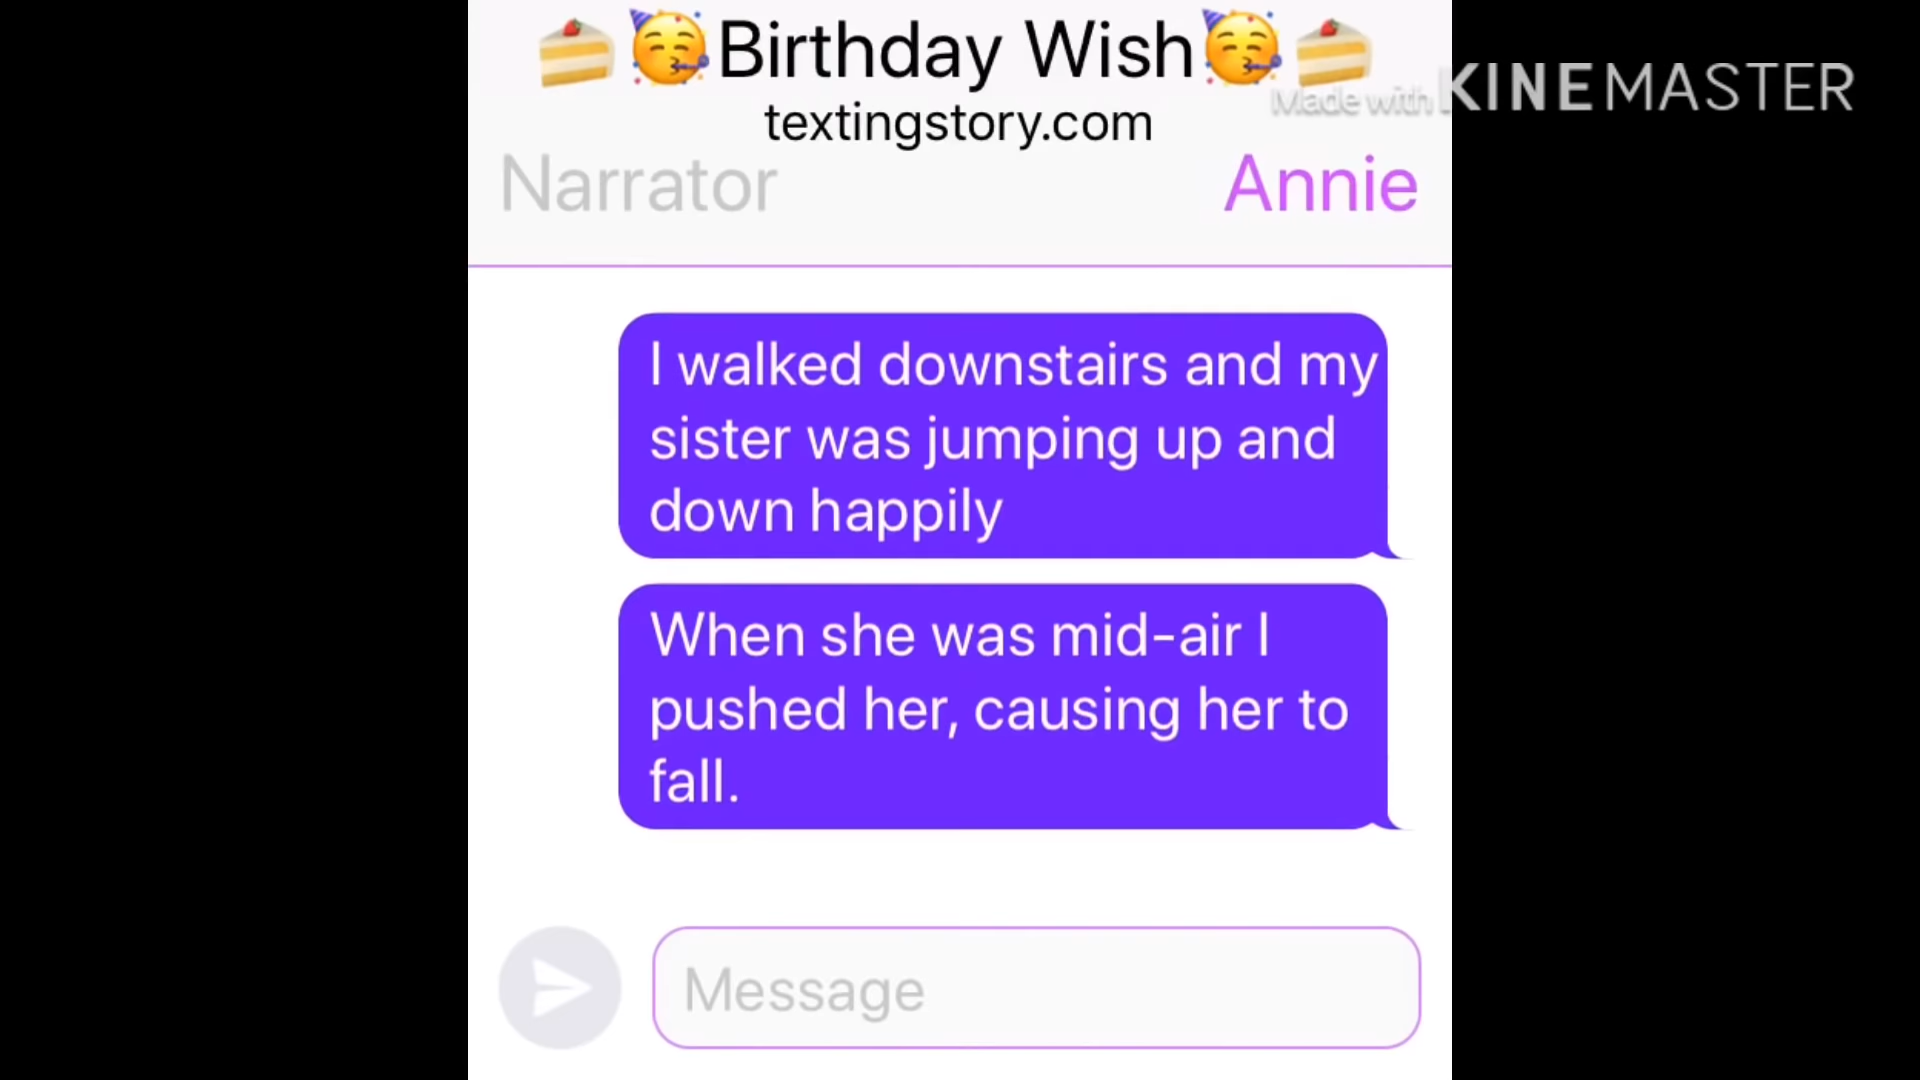 🍰🥳Birthday Wish🥳🍰
Made with KINEMASTER
textingstory.com
Narrator
Annie
I walked downstairs and my
sister was jumping up and
down happily
When she was mid-air I
pushed her, causing her to
fall.
Message